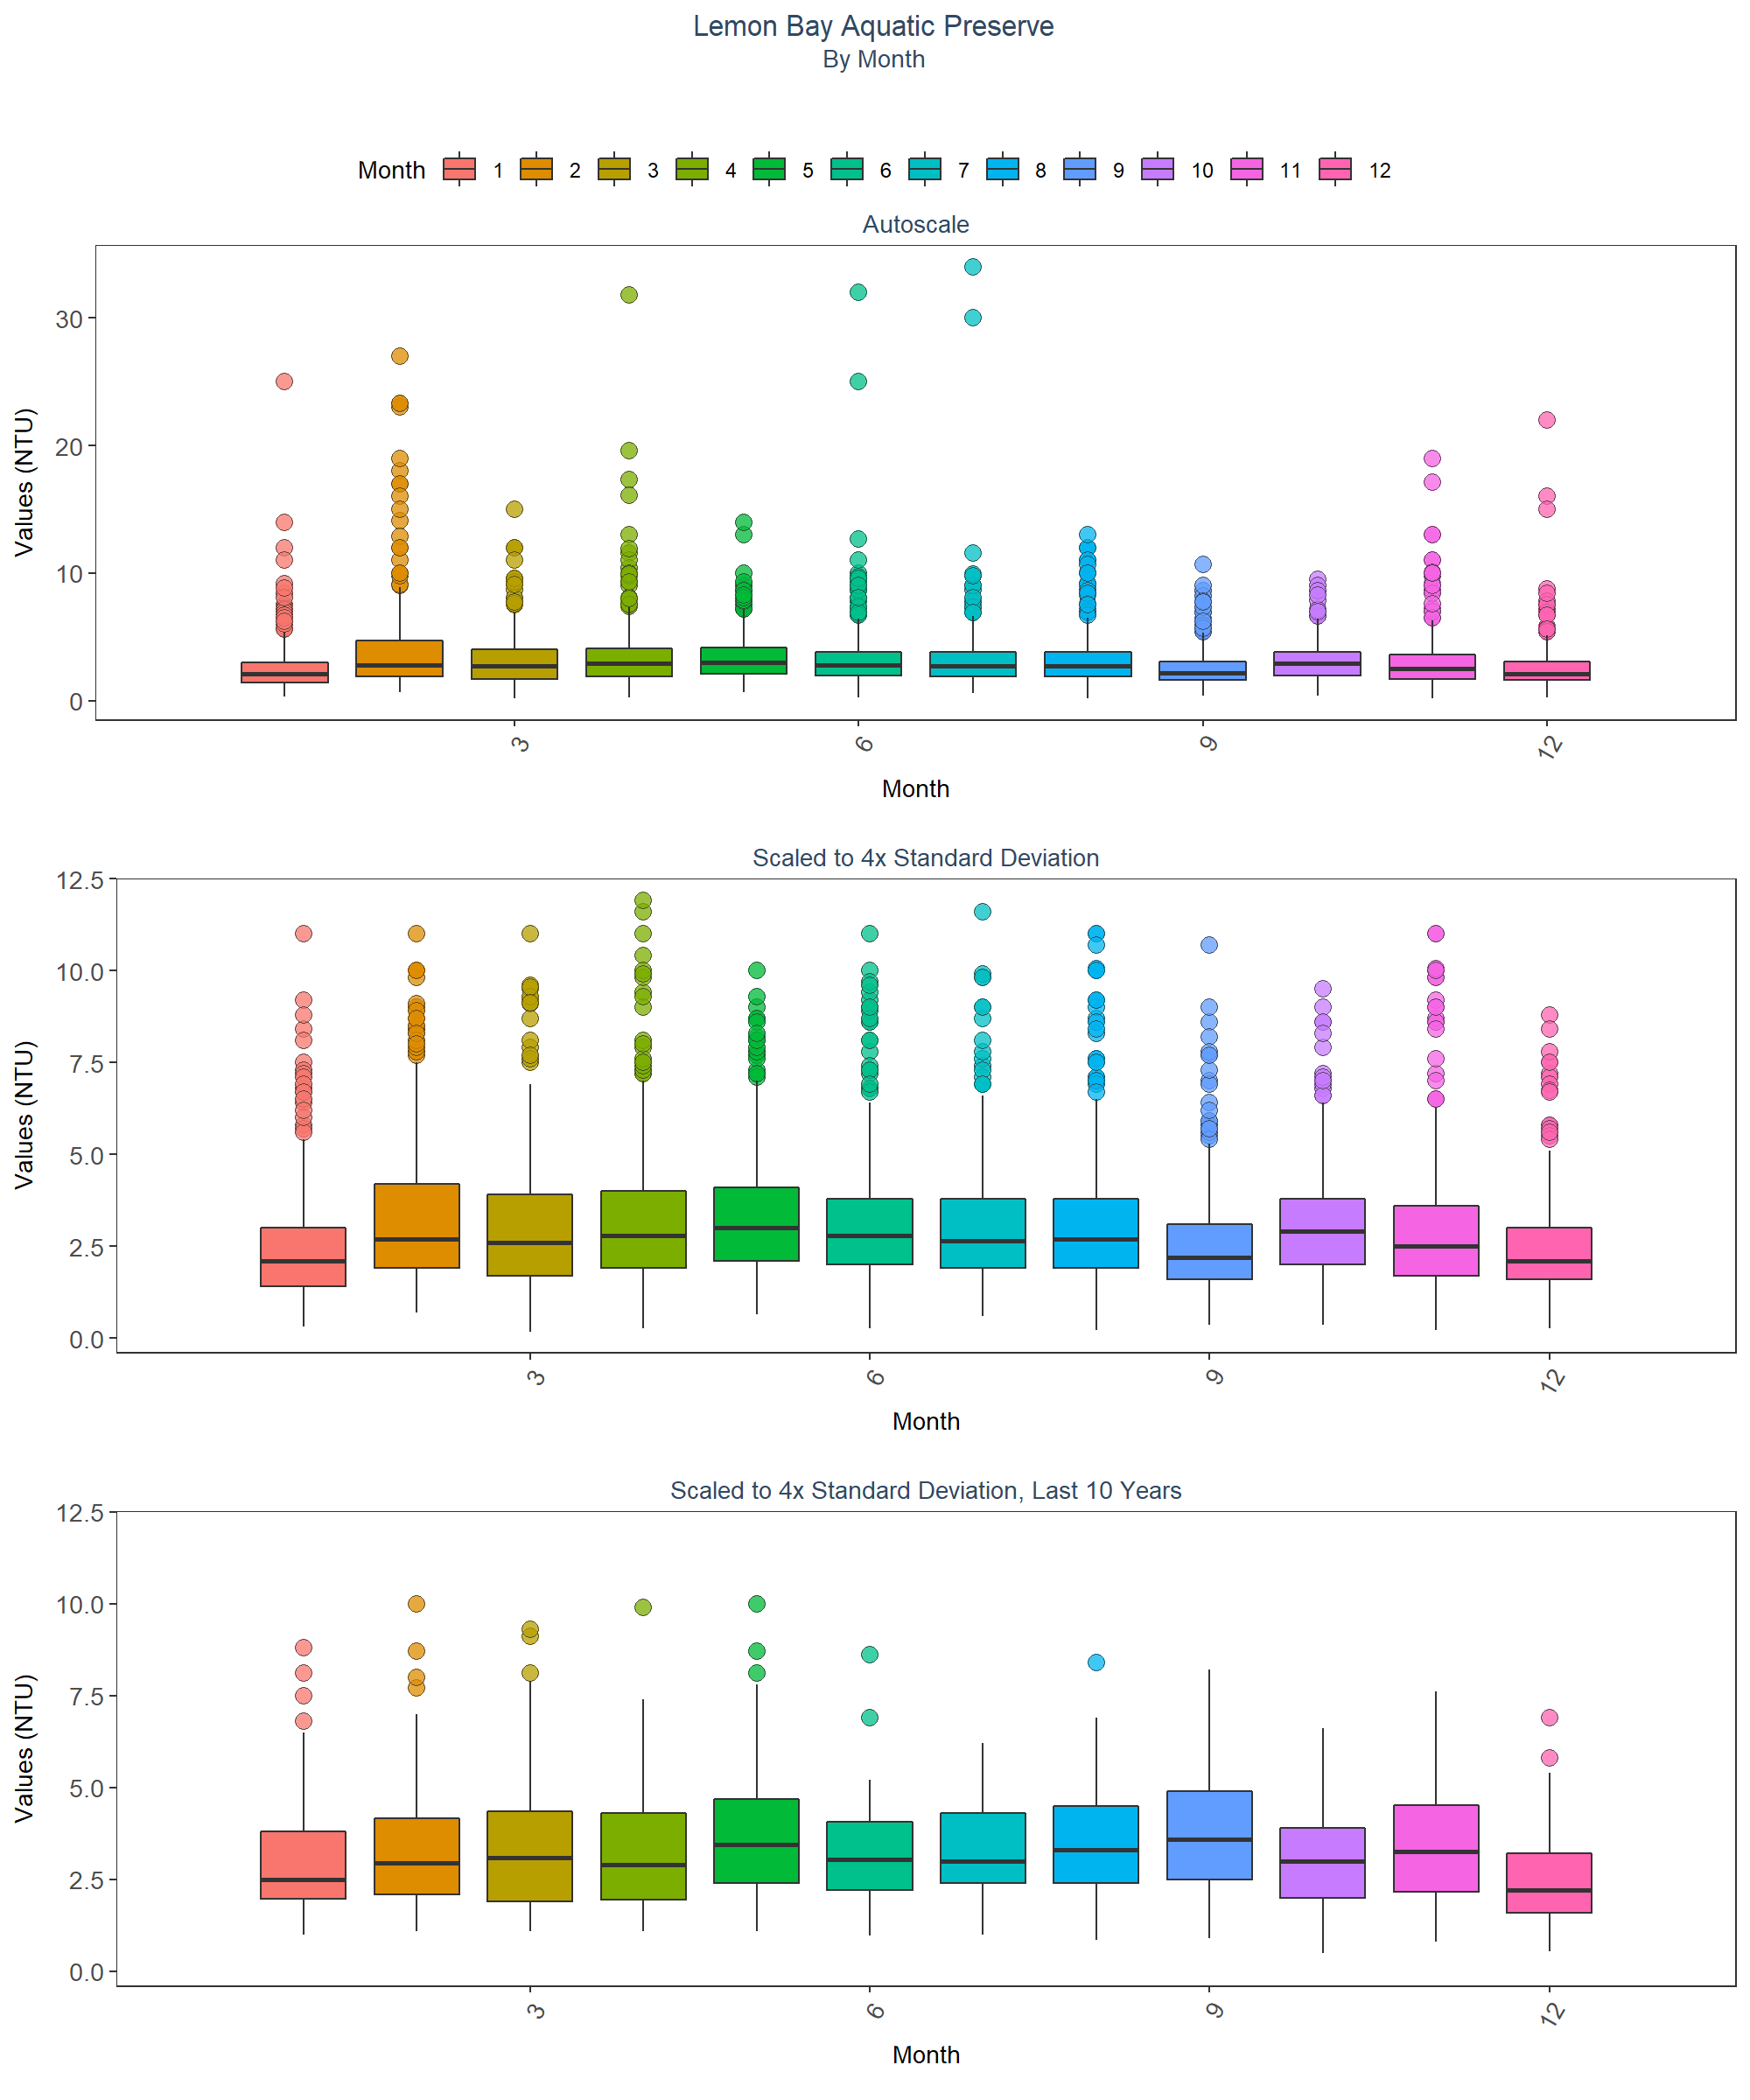 Lemon Bay Aquatic Preserve
By Month
Month 1 2 3 4 5 6 7 8 9 10 11 12
Autoscale
Values (NTU)
30
20
10
0
3 6 9 12
Month
Scaled to 4x Standard Deviation
Values (NTU)
12.5
10.0
7.5
5.0
2.5
0.0
3 6 9 12
Month
Scaled to 4x Standard Deviation, Last 10 Years
Values (NTU)
12.5
10.0
7.5
5.0
2.5
0.0
3 6 9 12
Month